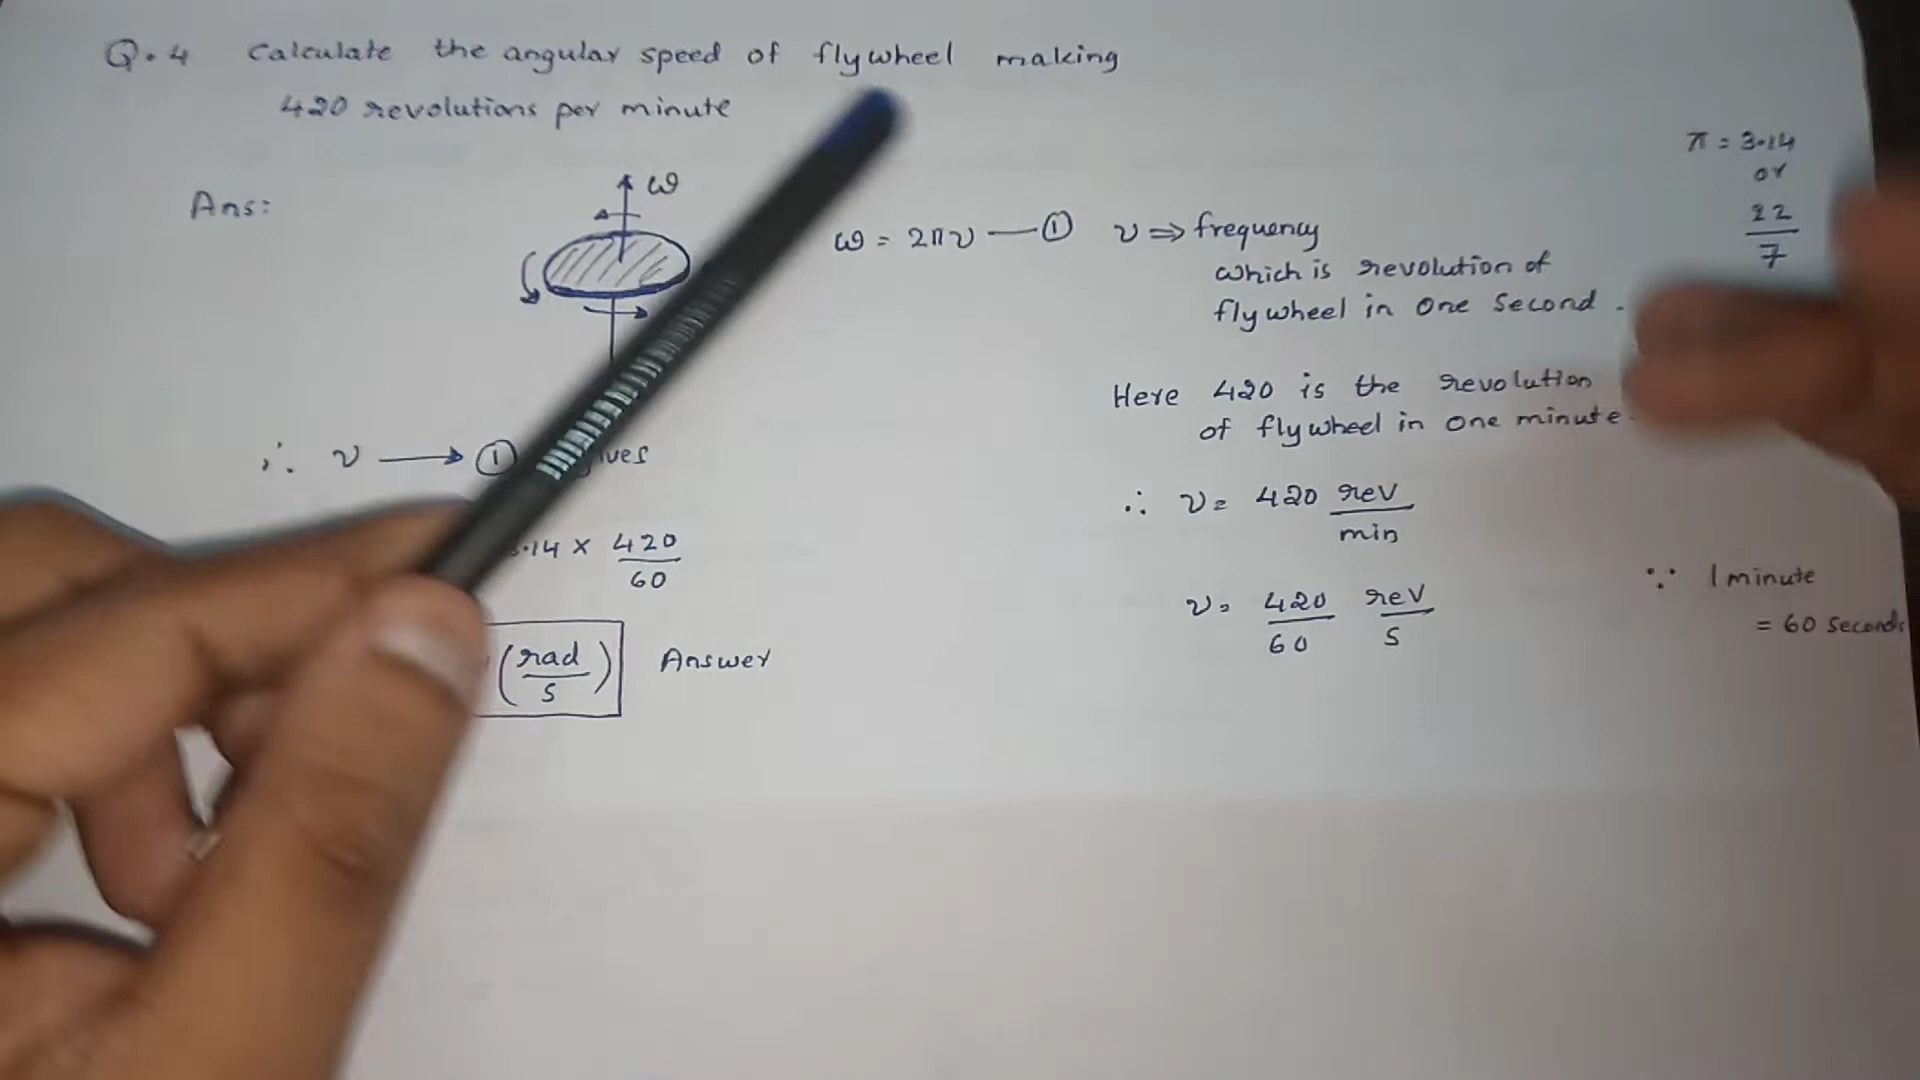 Q.4 Calculate the angular speed of flywheel making
420 revolutions per minute
π = 3.14
or
22
7
Ans:
ω
ω = 2πν — ① ν ⇒ frequency
which is revolution of
flywheel in one second.
Here 420 is the revolution
of flywheel in one minute.
∴ ν → ①
∴ ν = 420 rev
min
.14 × 420
60
∵ 1 minute
= 60 seconds
ν = 420 rev
60 s
(rad
s) Answer